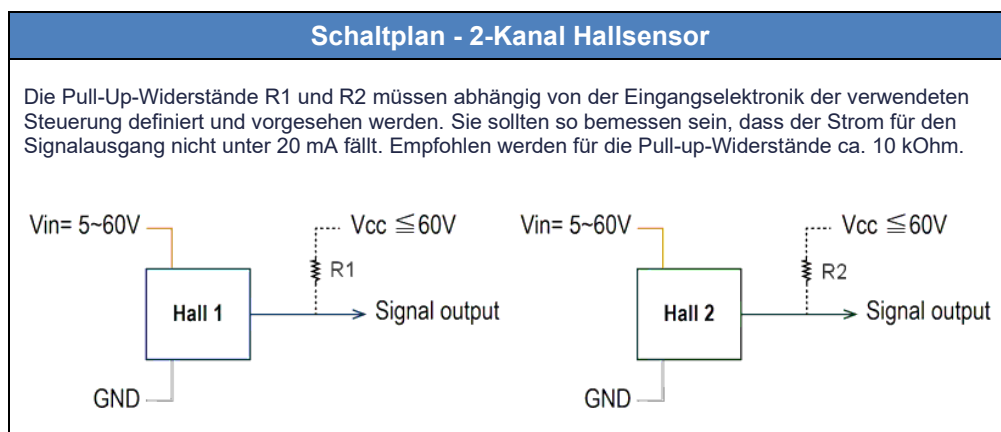 Schaltplan - 2-Kanal Hallsensor
Die Pull-Up-Widerstände R1 und R2 müssen abhängig von der Eingangselektronik der verwendeten
Steuerung definiert und vorgesehen werden. Sie sollten so bemessen sein, dass der Strom für den
Signalausgang nicht unter 20 mA fällt. Empfohlen werden für die Pull-up-Widerstände ca. 10 kOhm.
Vin= 5~60V
Vcc ≦60V
R1
Hall 1
Signal output
GND
Vin= 5~60V
Vcc ≦60V
R2
Hall 2
Signal output
GND